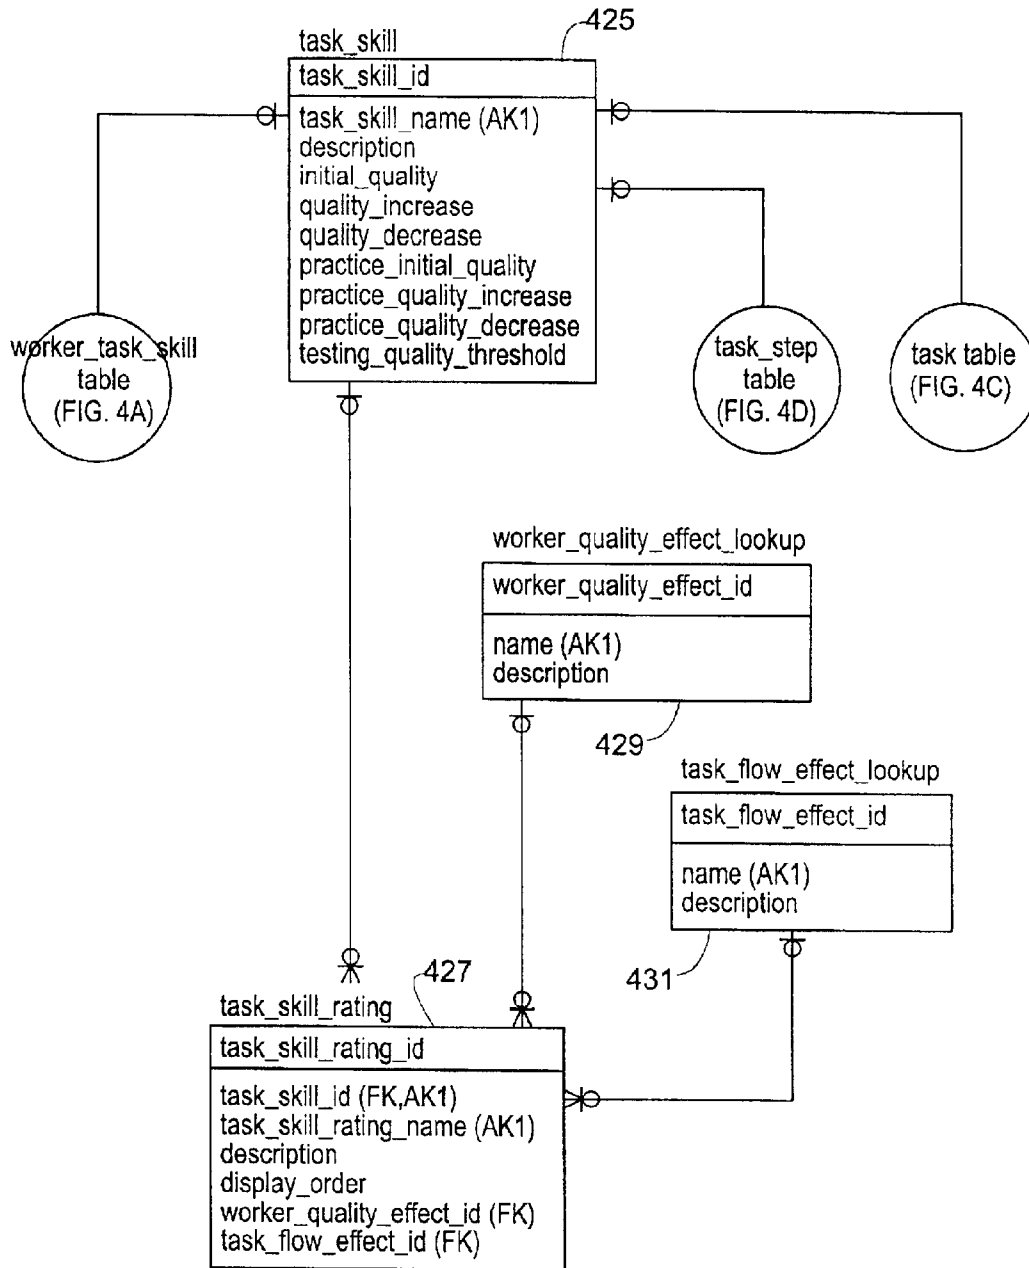 425
task_skill
task_skill_id
task_skill_name (AK1)
description
initial_quality
quality_increase
quality_decrease
practice_initial_quality
practice_quality_increase
practice_quality_decrease
testing_quality_threshold
worker_task_skill
table
(FIG. 4A)
task_step
table
(FIG. 4D)
task table
(FIG. 4C)
worker_quality_effect_lookup
worker_quality_effect_id
name (AK1)
description
429
task_flow_effect_lookup
task_flow_effect_id
name (AK1)
description
431
427
task_skill_rating
task_skill_rating_id
task_skill_id (FK,AK1)
task_skill_rating_name (AK1)
description
display_order
worker_quality_effect_id (FK)
task_flow_effect_id (FK)